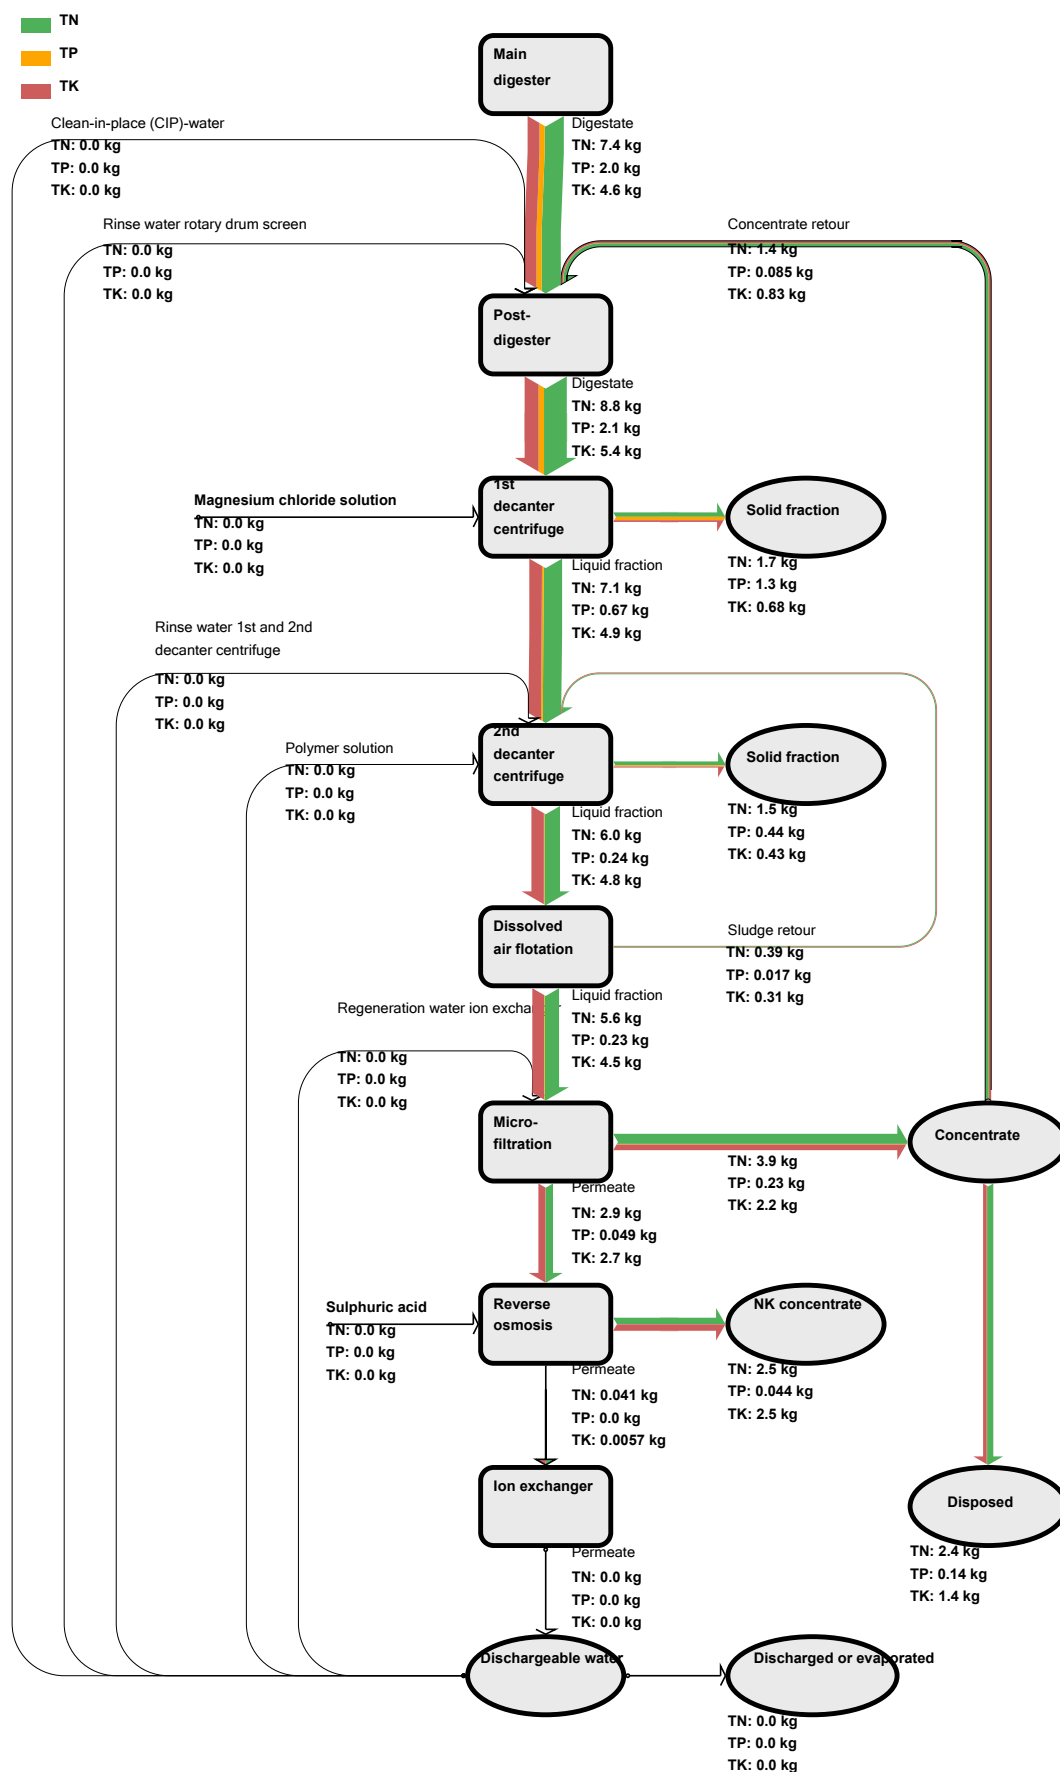 TN
TP
TK
Main
digester
Clean-in-place (CIP)-water
TN: 0.0 kg
TP: 0.0 kg
TK: 0.0 kg
Digestate
TN: 7.4 kg
TP: 2.0 kg
TK: 4.6 kg
Rinse water rotary drum screen
TN: 0.0 kg
TP: 0.0 kg
TK: 0.0 kg
Concentrate retour
TN: 1.4 kg
TP: 0.085 kg
TK: 0.83 kg
Post-
digester
Digestate
TN: 8.8 kg
TP: 2.1 kg
TK: 5.4 kg
Magnesium chloride solution
TN: 0.0 kg
TP: 0.0 kg
TK: 0.0 kg
1st
decanter
centrifuge
Solid fraction
TN: 1.7 kg
TP: 1.3 kg
TK: 0.68 kg
Liquid fraction
TN: 7.1 kg
TP: 0.67 kg
TK: 4.9 kg
Rinse water 1st and 2nd
decanter centrifuge
TN: 0.0 kg
TP: 0.0 kg
TK: 0.0 kg
Polymer solution
TN: 0.0 kg
TP: 0.0 kg
TK: 0.0 kg
2nd
decanter
centrifuge
Solid fraction
TN: 1.5 kg
TP: 0.44 kg
TK: 0.43 kg
Liquid fraction
TN: 6.0 kg
TP: 0.24 kg
TK: 4.8 kg
Dissolved
air flotation
Sludge retour
TN: 0.39 kg
TP: 0.017 kg
TK: 0.31 kg
Liquid fraction
TN: 5.6 kg
TP: 0.23 kg
TK: 4.5 kg
Regeneration water ion exchanger
TN: 0.0 kg
TP: 0.0 kg
TK: 0.0 kg
Micro-
filtration
Concentrate
TN: 3.9 kg
TP: 0.23 kg
TK: 2.2 kg
Permeate
TN: 2.9 kg
TP: 0.049 kg
TK: 2.7 kg
Sulphuric acid
TN: 0.0 kg
TP: 0.0 kg
TK: 0.0 kg
Reverse
osmosis
NK concentrate
TN: 2.5 kg
TP: 0.044 kg
TK: 2.5 kg
Permeate
TN: 0.041 kg
TP: 0.0 kg
TK: 0.0057 kg
Ion exchanger
Disposed
TN: 2.4 kg
TP: 0.14 kg
TK: 1.4 kg
Permeate
TN: 0.0 kg
TP: 0.0 kg
TK: 0.0 kg
Dischargeable water
Discharged or evaporated
TN: 0.0 kg
TP: 0.0 kg
TK: 0.0 kg